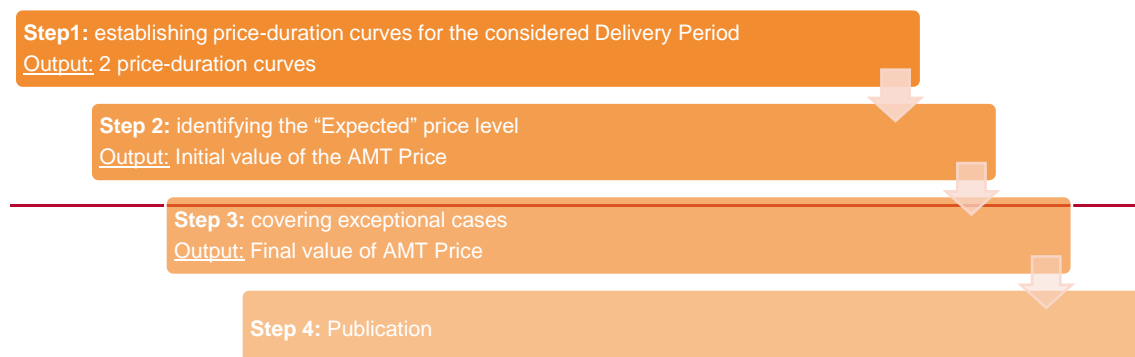 Step1: establishing price-duration curves for the considered Delivery Period
Output: 2 price-duration curves
Step 2: identifying the “Expected” price level
Output: Initial value of the AMT Price
Step 3: covering exceptional cases
Output: Final value of AMT Price
Step 4: Publication